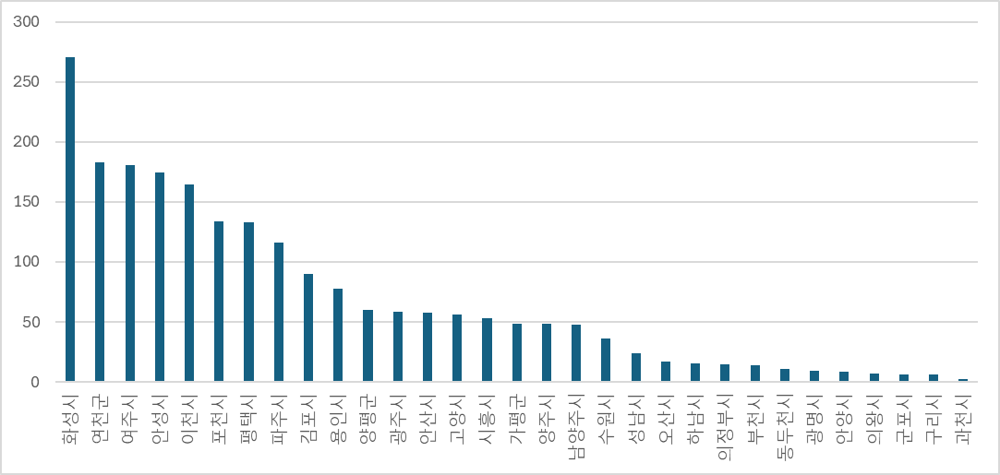 300
250
200
150
100
50
0
화성시
연천군
여주시
안성시
이천시
포천시
평택시
파주시
김포시
용인시
양평군
광주시
안산시
고양시
시흥시
가평군
양주시
남양주시
수원시
성남시
오산시
하남시
의정부시
부천시
동두천시
광명시
안양시
의왕시
군포시
구리시
과천시